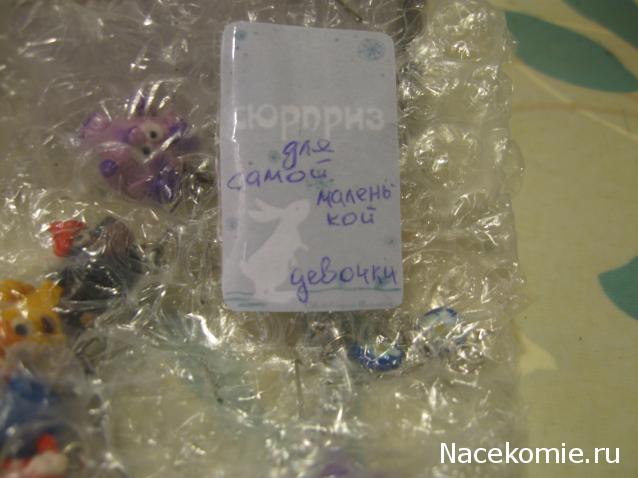 сюрприз
для
самой
малень-
кой
девочки
Nacekomie.ru